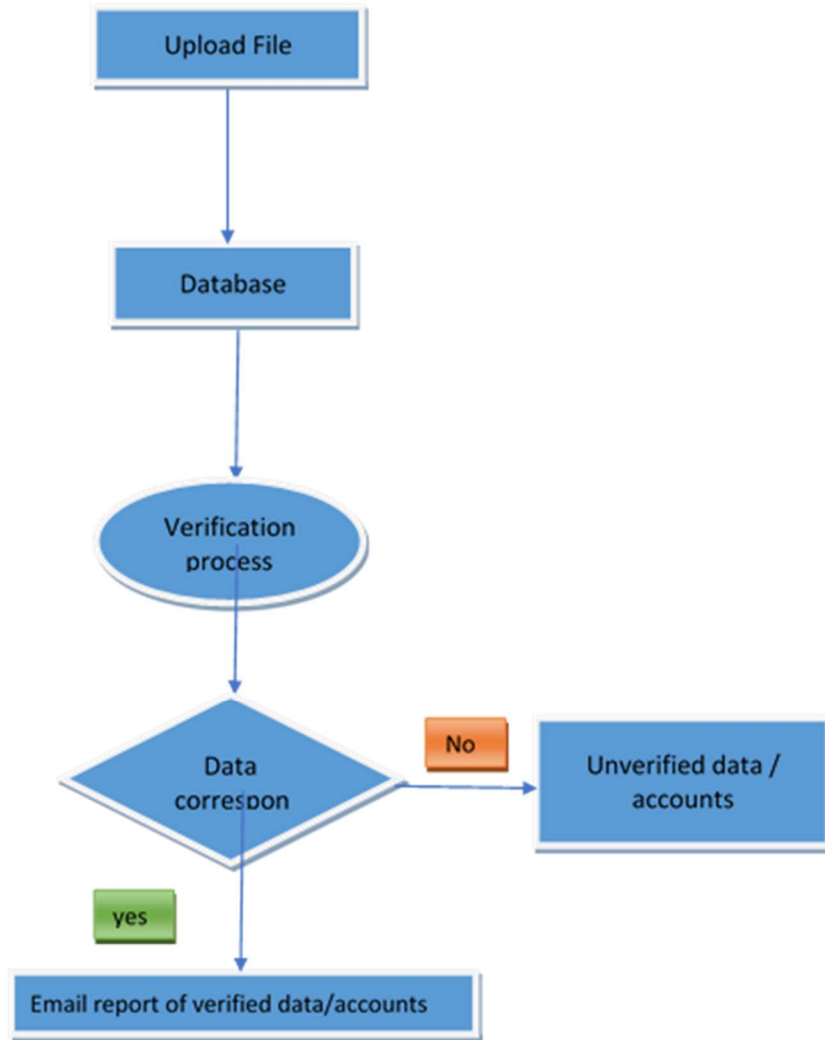 Upload File
Database
Verification
process
Data
correspon
No
Unverified data /
accounts
yes
Email report of verified data/accounts